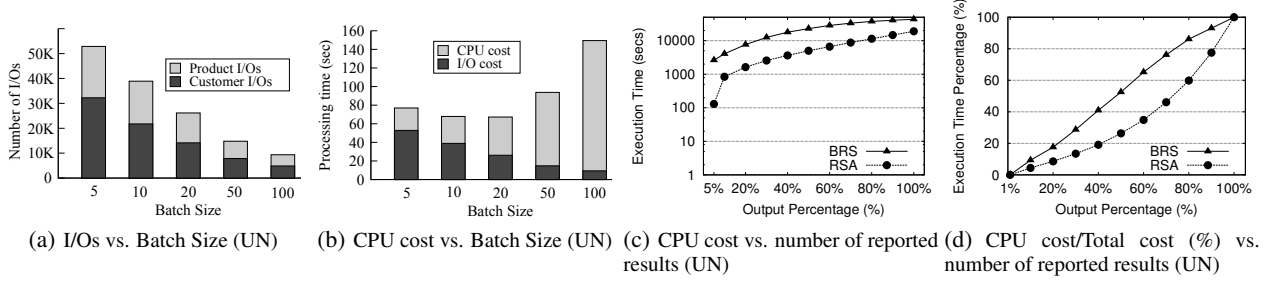 Number of I/Os
50K
40K
30K
20K
10K
0
Product I/Os
Customer I/Os
5 10 20 50 100
Batch Size
(a) I/Os vs. Batch Size (UN)
Processing time (sec)
160
140
120
100
80
60
40
20
0
CPU cost
I/O cost
5 10 20 50 100
Batch Size
(b) CPU cost vs. Batch Size (UN)
Execution Time (secs)
10000
1000
100
10
1
BRS
RSA
5% 20% 40% 60% 80% 100%
Output Percentage (%)
(c) CPU cost vs. number of reported
results (UN)
Execution Time Percentage (%)
100
80
60
40
20
0
BRS
RSA
1% 20% 40% 60% 80% 100%
Output Percentage (%)
(d) CPU cost/Total cost (%) vs.
number of reported results (UN)